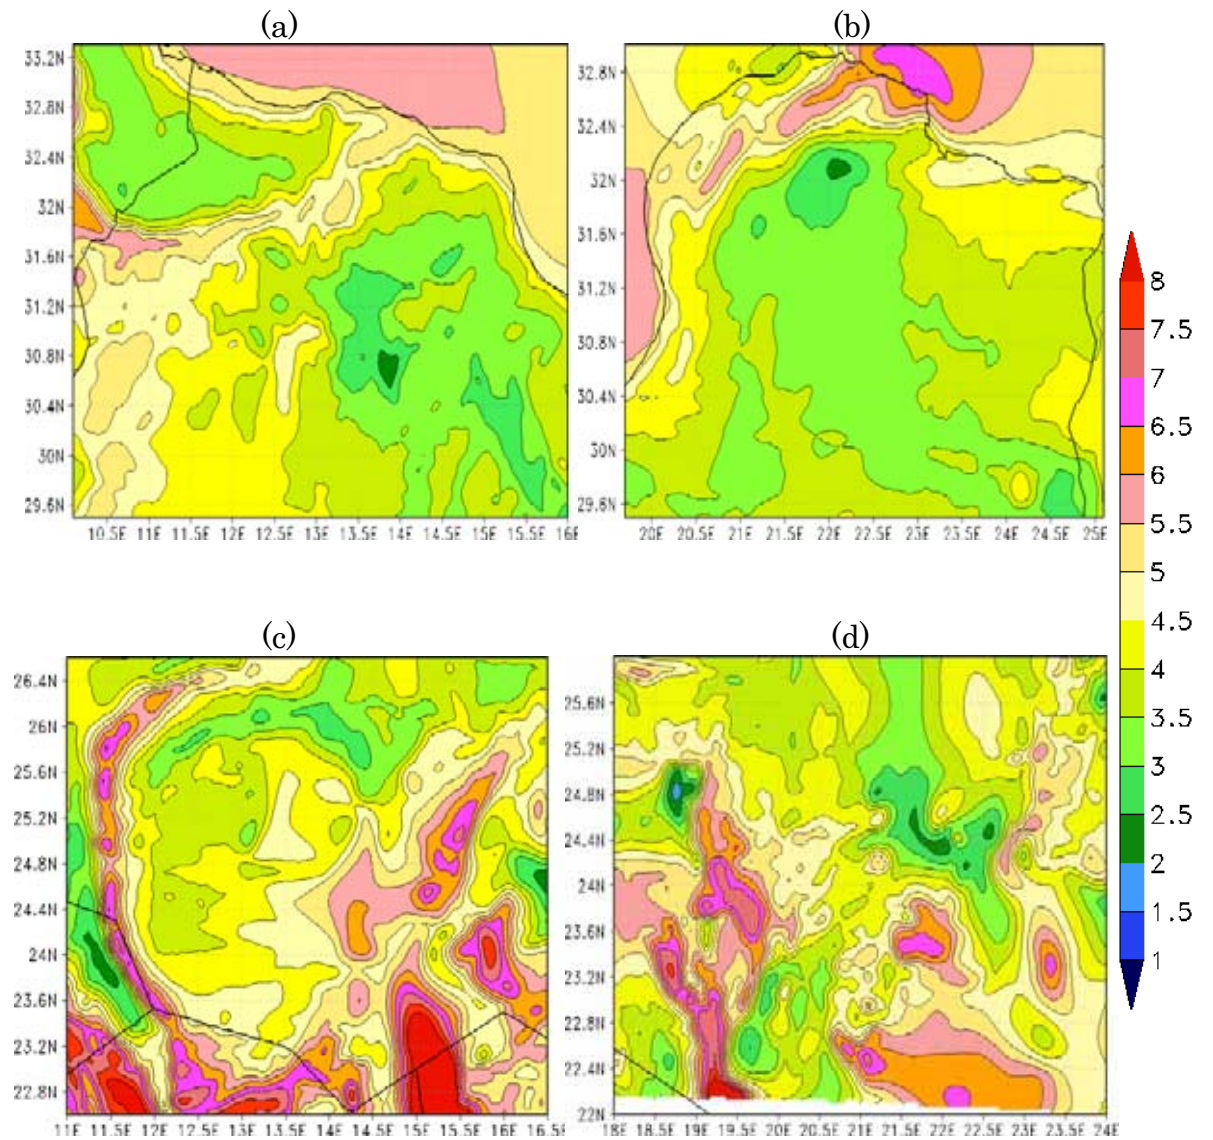 (a) (b)
33.2N
32.8N
32.4N
32N
31.6N
31.2N
30.8N
30.4N
30N
29.6N
10.5E 11E 11.5E 12E 12.5E 13E 13.5E 14E 14.5E 15E 15.5E 16E
32.8N
32.4N
32N
31.6N
31.2N
30.8N
30.4N
30N
29.6N
20E 20.5E 21E 21.5E 22E 22.5E 23E 23.5E 24E 24.5E 25E
8
7.5
7
6.5
6
5.5
5
4.5
4
3.5
3
2.5
2
1.5
1
(c) (d)
26.4N
26N
25.6N
25.2N
24.8N
24.4N
24N
23.6N
23.2N
22.8N
11E 11.5E 12E 12.5E 13E 13.5E 14E 14.5E 15E 15.5E 16E 16.5
25.6N
25.2N
24.8N
24.4N
24N
23.6N
23.2N
22.8N
22.4N
22N
18E 18.5E 19E 19.5E 20E 20.5E 21E 21.5E 22E 22.5E 23E 23.5E 24E